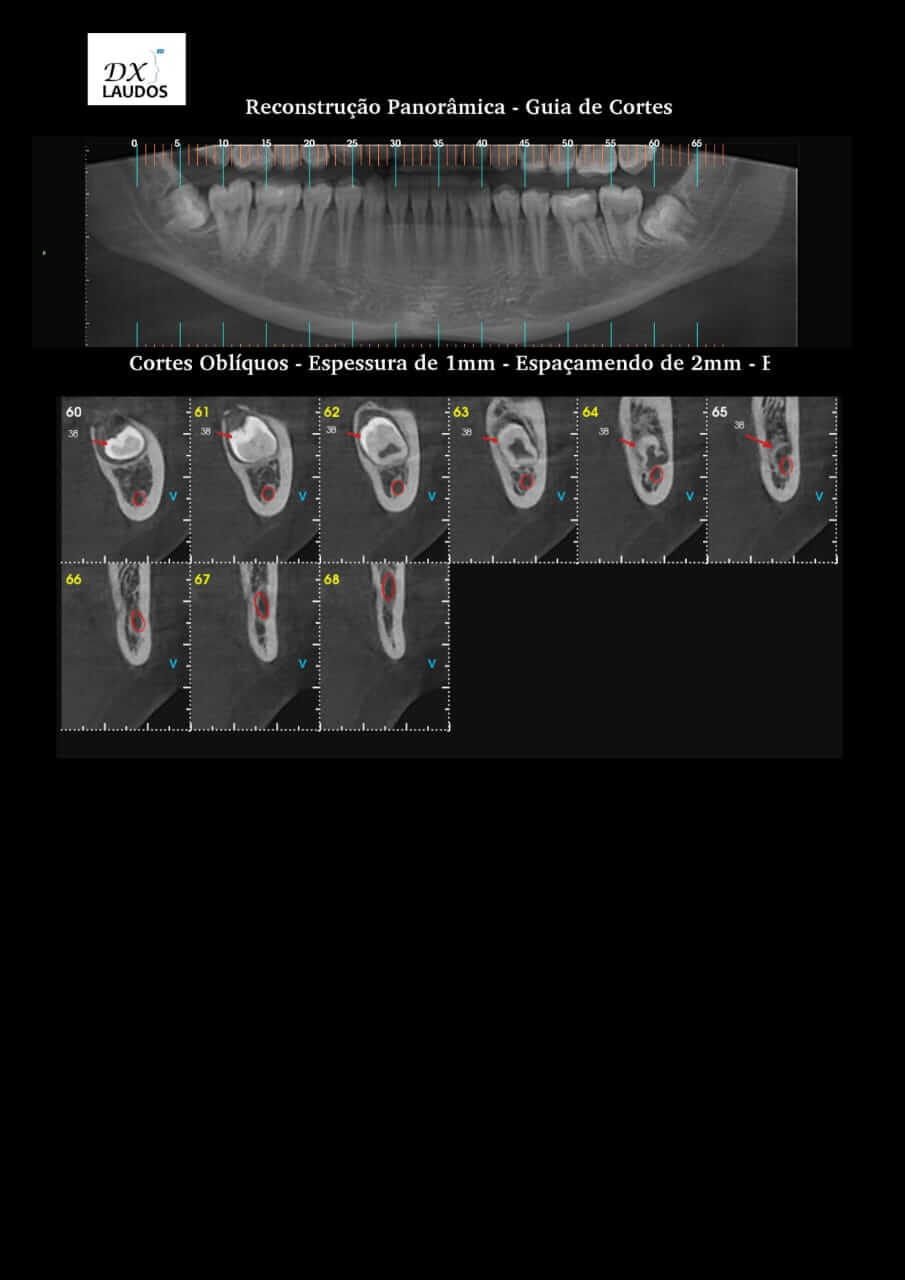 3D
DX
LAUDOS
Reconstrução Panorâmica - Guia de Cortes
0 5 10 15 20 25 30 35 40 45 50 55 60 65
Cortes Oblíquos - Espessura de 1mm - Espaçamendo de 2mm -
60 61 62 63 64 65
38 38 38 38 38 38
V V V V V V
66 67 68
V V V